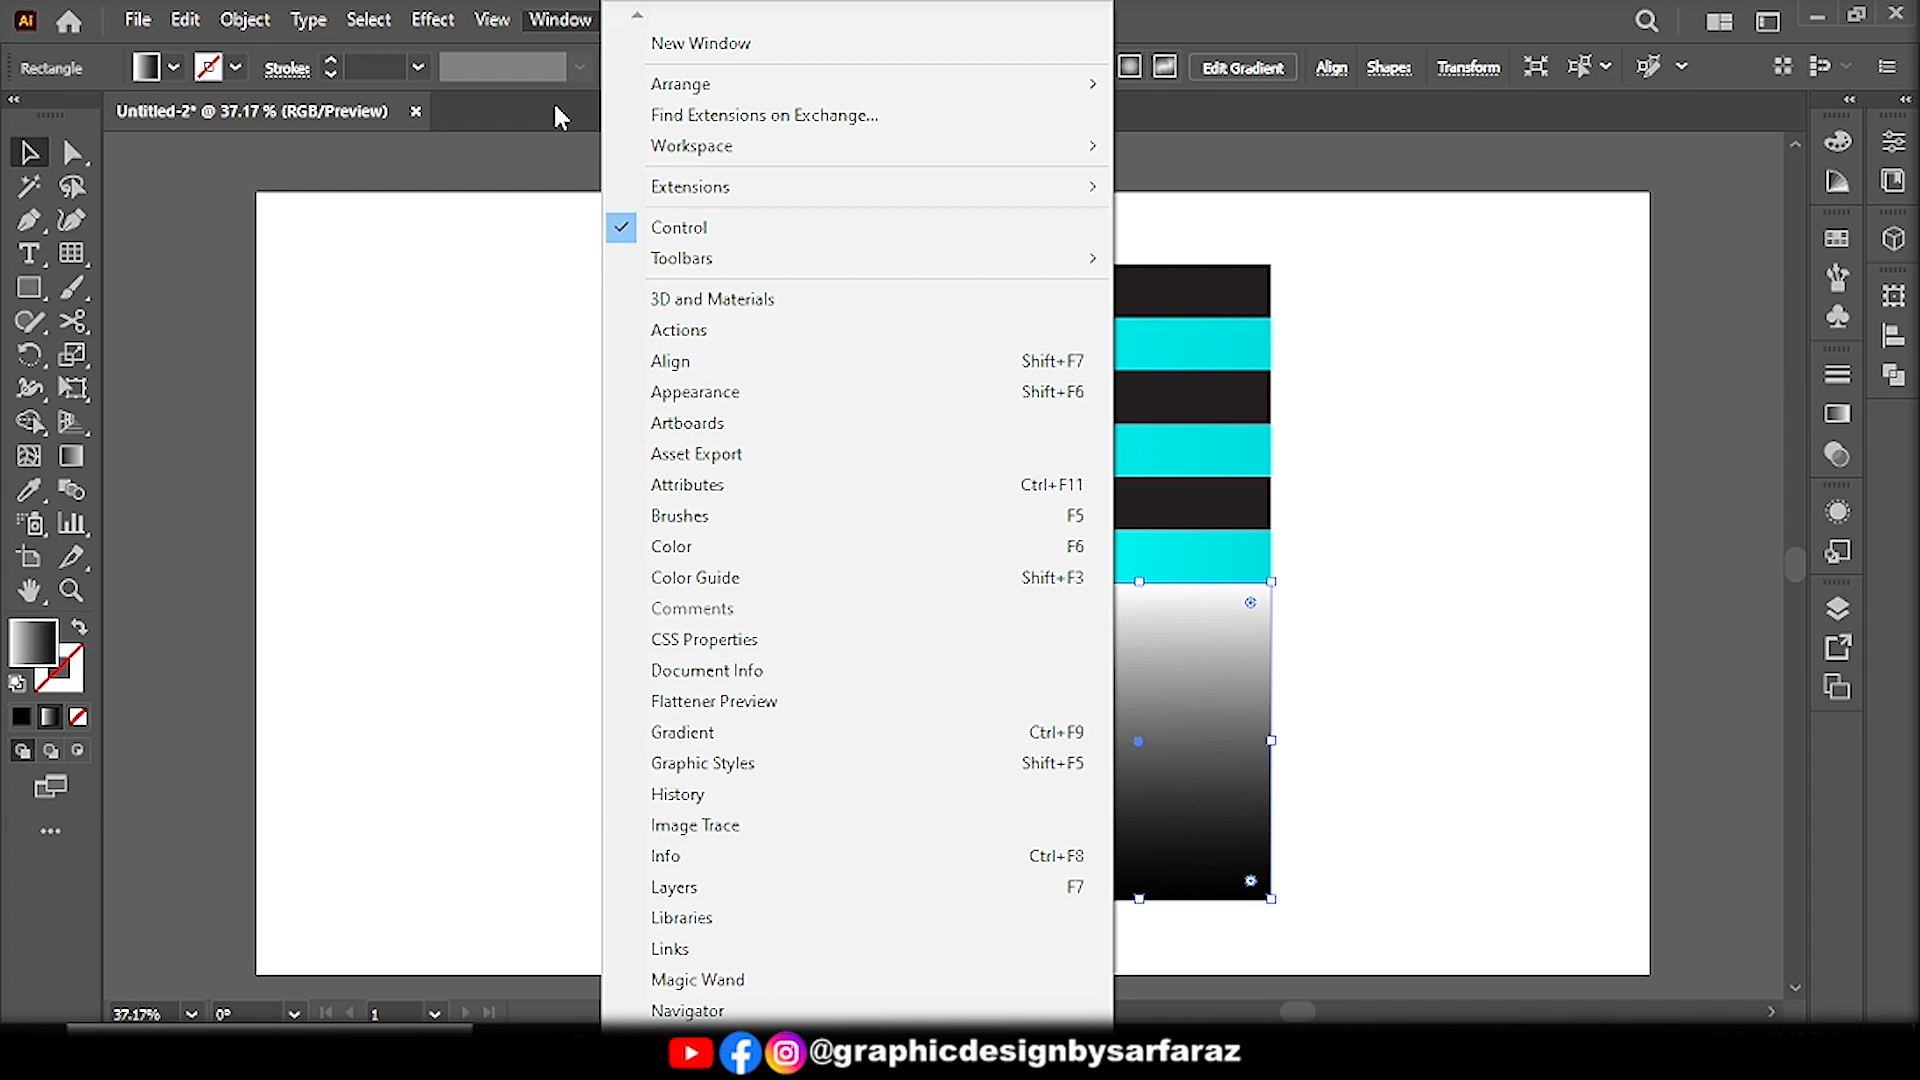 Ai
File Edit Object Type Select Effect View Window
Rectangle
Stroke:
Edit Gradient
Align
Shape:
Transform
Untitled-2* @ 37.17 % (RGB/Preview) ×
New Window
Arrange
Find Extensions on Exchange...
Workspace
Extensions
Control
Toolbars
3D and Materials
Actions
Align Shift+F7
Appearance Shift+F6
Artboards
Asset Export
Attributes Ctrl+F11
Brushes F5
Color F6
Color Guide Shift+F3
Comments
CSS Properties
Document Info
Flattener Preview
Gradient Ctrl+F9
Graphic Styles Shift+F5
History
Image Trace
Info Ctrl+F8
Layers F7
Libraries
Links
Magic Wand
Navigator
37.17% 0° 1
@graphicdesignbysarfaraz